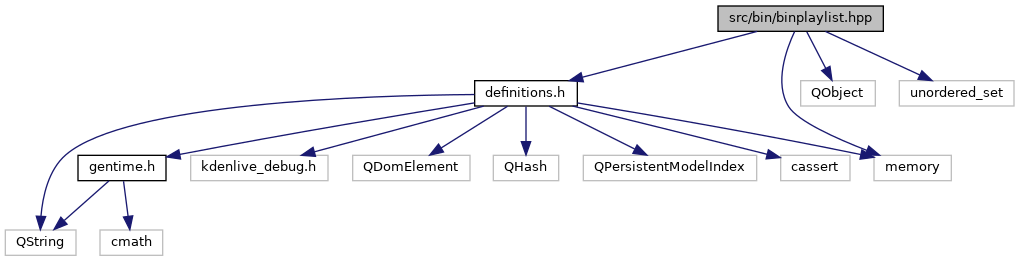 src/bin/binplaylist.hpp
definitions.h
QObject
unordered_set
gentime.h
kdenlive_debug.h
QDomElement
QHash
QPersistentModelIndex
cassert
memory
QString
cmath